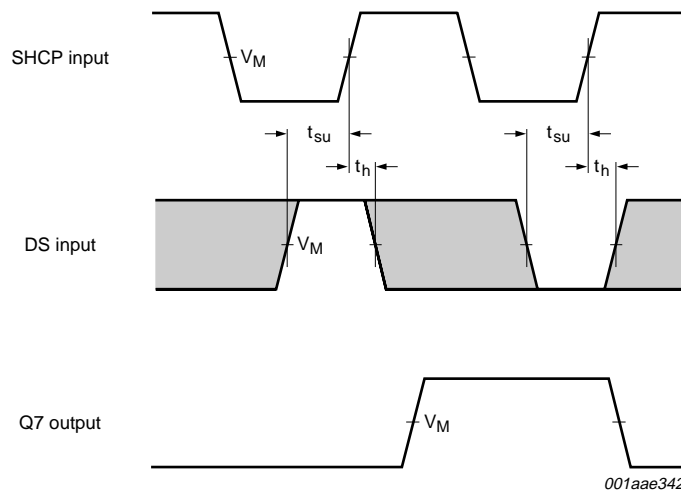 SHCP input
V_M
t_su
t_su
t_h
t_h
DS input
V_M
Q7 output
V_M
001aae342